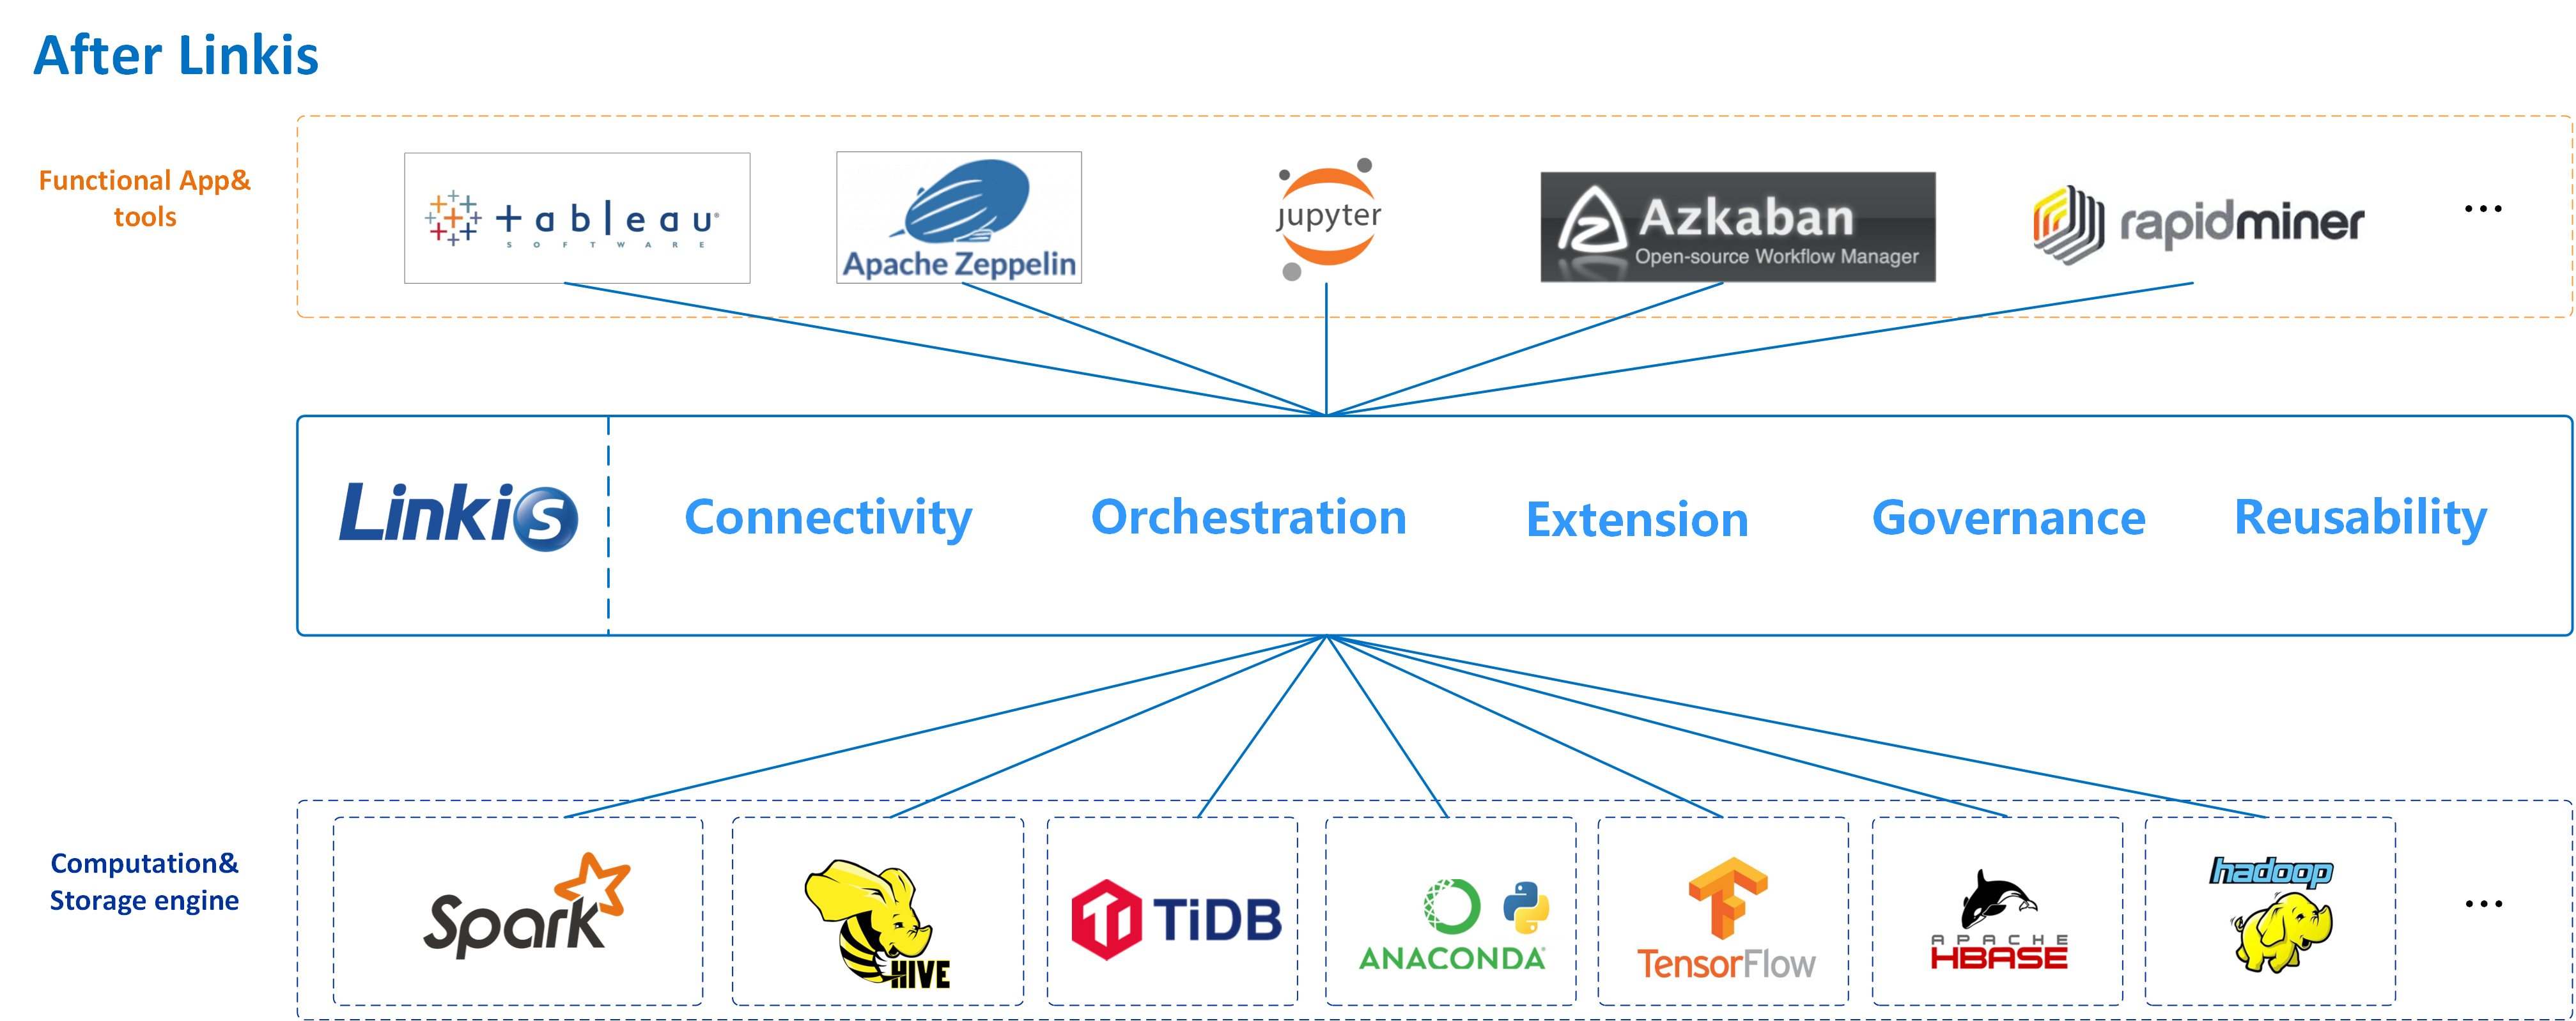 After Linkis
Functional App&
tools
+ableau®
SOFTWARE
Apache Zeppelin
jupyter
Azkaban
Open-source Workflow Manager
rapidminer
...
Linkis
Connectivity
Orchestration
Extension
Governance
Reusability
Computation&
Storage engine
Spark
HIVE
TiDB
ANACONDA®
TensorFlow
APACHE
HBASE
hadoop
...